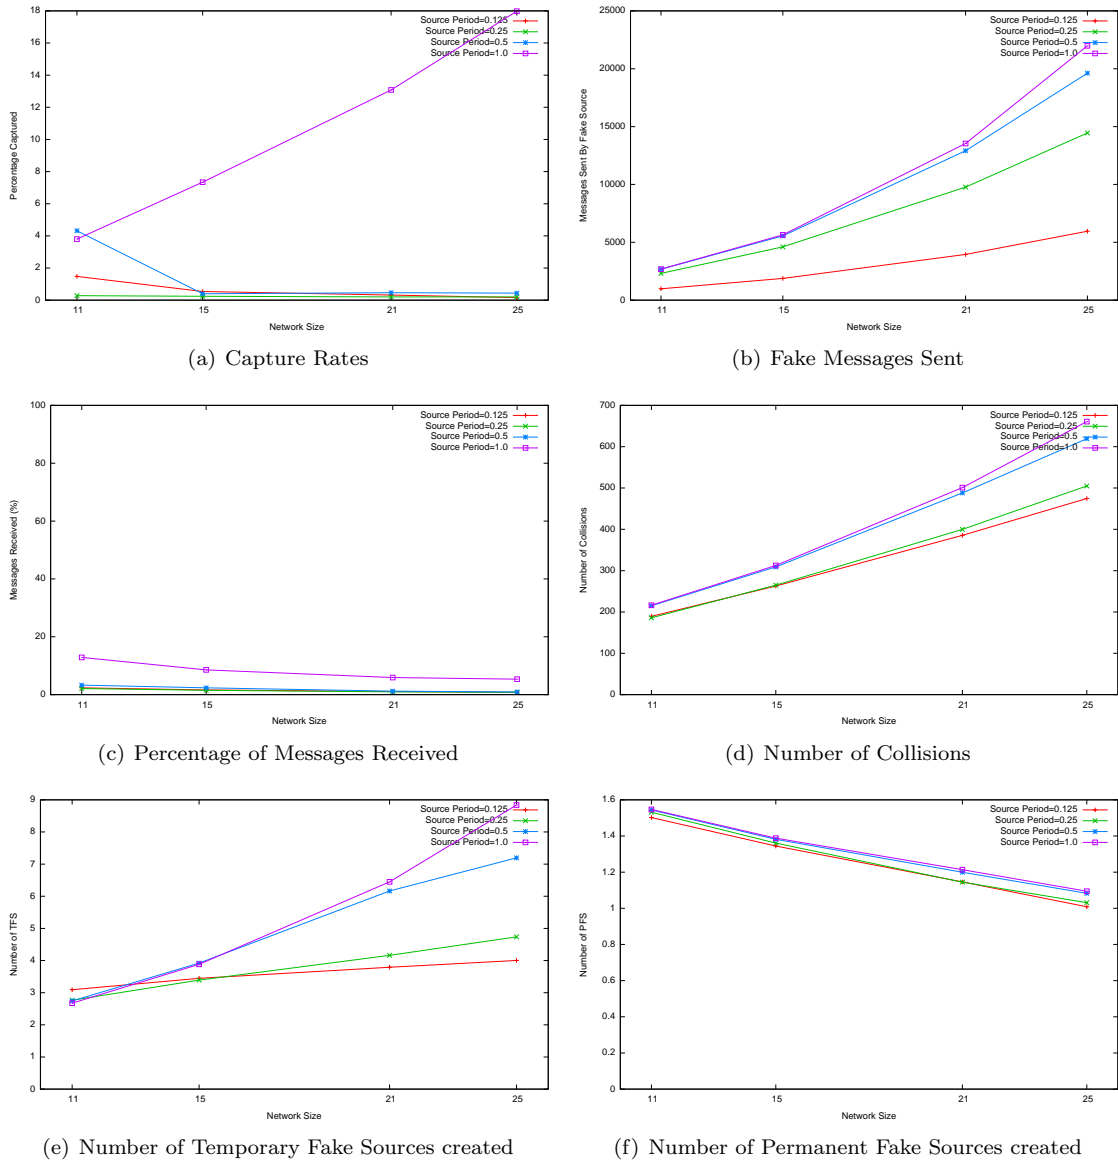 Source Period=0.125
Source Period=0.25
Source Period=0.5
Source Period=1.0
18
16
14
12
10
8
6
4
2
0
Percentage Captured
11 15 21 25
Network Size
(a) Capture Rates
Source Period=0.125
Source Period=0.25
Source Period=0.5
Source Period=1.0
25000
20000
15000
10000
5000
0
Messages Sent By Fake Source
11 15 21 25
Network Size
(b) Fake Messages Sent
Source Period=0.125
Source Period=0.25
Source Period=0.5
Source Period=1.0
100
80
60
40
20
0
Messages Received (%)
11 15 21 25
Network Size
(c) Percentage of Messages Received
Source Period=0.125
Source Period=0.25
Source Period=0.5
Source Period=1.0
700
600
500
400
300
200
100
0
Number of Collisions
11 15 21 25
Network Size
(d) Number of Collisions
Source Period=0.125
Source Period=0.25
Source Period=0.5
Source Period=1.0
9
8
7
6
5
4
3
2
1
0
Number of TFS
11 15 21 25
Network Size
(e) Number of Temporary Fake Sources created
Source Period=0.125
Source Period=0.25
Source Period=0.5
Source Period=1.0
1.6
1.4
1.2
1
0.8
0.6
0.4
0.2
0
Number of PFS
11 15 21 25
Network Size
(f) Number of Permanent Fake Sources created